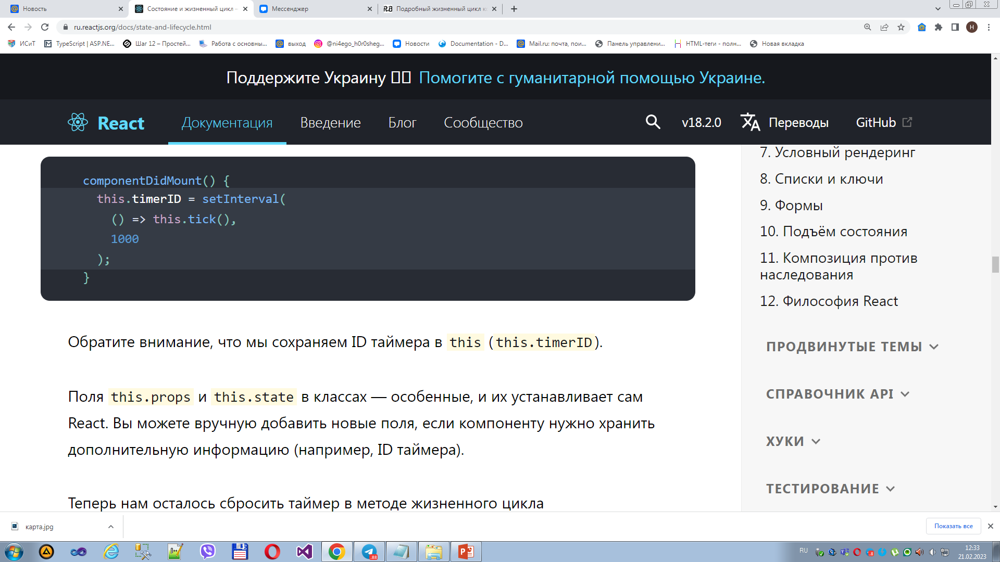 Новость
Состояние и жизненный цикл –
Мессенджер
Подробный жизненный цикл к
ru.reactjs.org/docs/state-and-lifecycle.html
Н
ИСиТ
TypeScript | ASP.NE...
Шаг 12 – Простей...
Работа с основны...
выход
@ni4ego_h0r0sheg...
Новости
Documentation - D...
Mail.ru: почта, пои...
Панель управлени...
HTML-теги - полн...
Новая вкладка
Поддержите Украину Помогите с гуманитарной помощью Украине.
React
Документация
Введение
Блог
Сообщество
v18.2.0
Переводы
GitHub
componentDidMount() {
this.timerID = setInterval(
() => this.tick(),
1000
);
}
Обратите внимание, что мы сохраняем ID таймера в this (this.timerID).
Поля this.props и this.state в классах — особенные, и их устанавливает сам
React. Вы можете вручную добавить новые поля, если компоненту нужно хранить
дополнительную информацию (например, ID таймера).
Теперь нам осталось сбросить таймер в методе жизненного цикла
7. Условный рендеринг
8. Списки и ключи
9. Формы
10. Подъём состояния
11. Композиция против
наследования
12. Философия React
ПРОДВИНУТЫЕ ТЕМЫ
СПРАВОЧНИК API
ХУКИ
ТЕСТИРОВАНИЕ
карта.jpg
Показать все
RU
12:33
21.02.2023